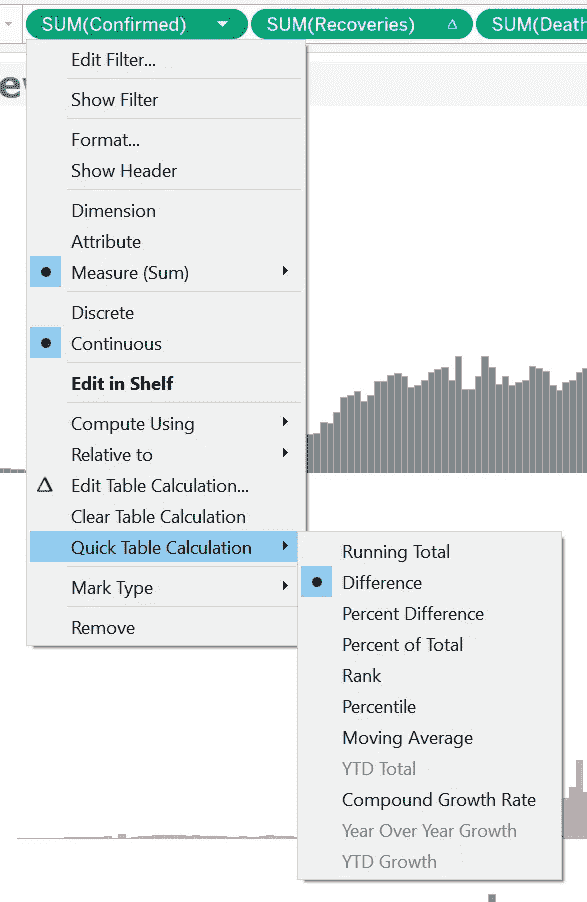 SUM(Confirmed) SUM(Recoveries) SUM(Death
Edit Filter...
Show Filter
Format...
Show Header
Dimension
Attribute
Measure (Sum)
Discrete
Continuous
Edit in Shelf
Compute Using
Relative to
Edit Table Calculation...
Clear Table Calculation
Quick Table Calculation
Mark Type
Remove
Running Total
Difference
Percent Difference
Percent of Total
Rank
Percentile
Moving Average
YTD Total
Compound Growth Rate
Year Over Year Growth
YTD Growth